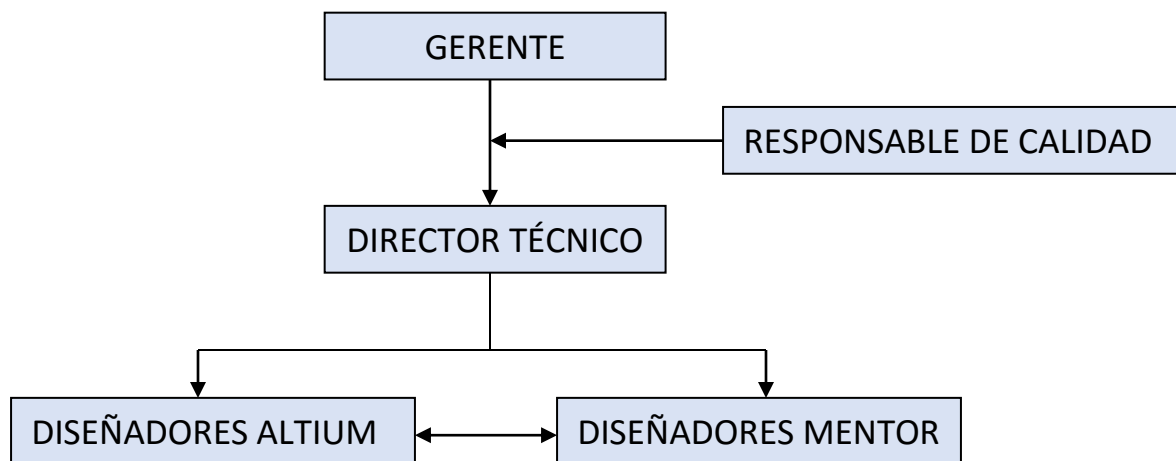 GERENTE
RESPONSABLE DE CALIDAD
DIRECTOR TÉCNICO
DISEÑADORES ALTIUM
DISEÑADORES MENTOR